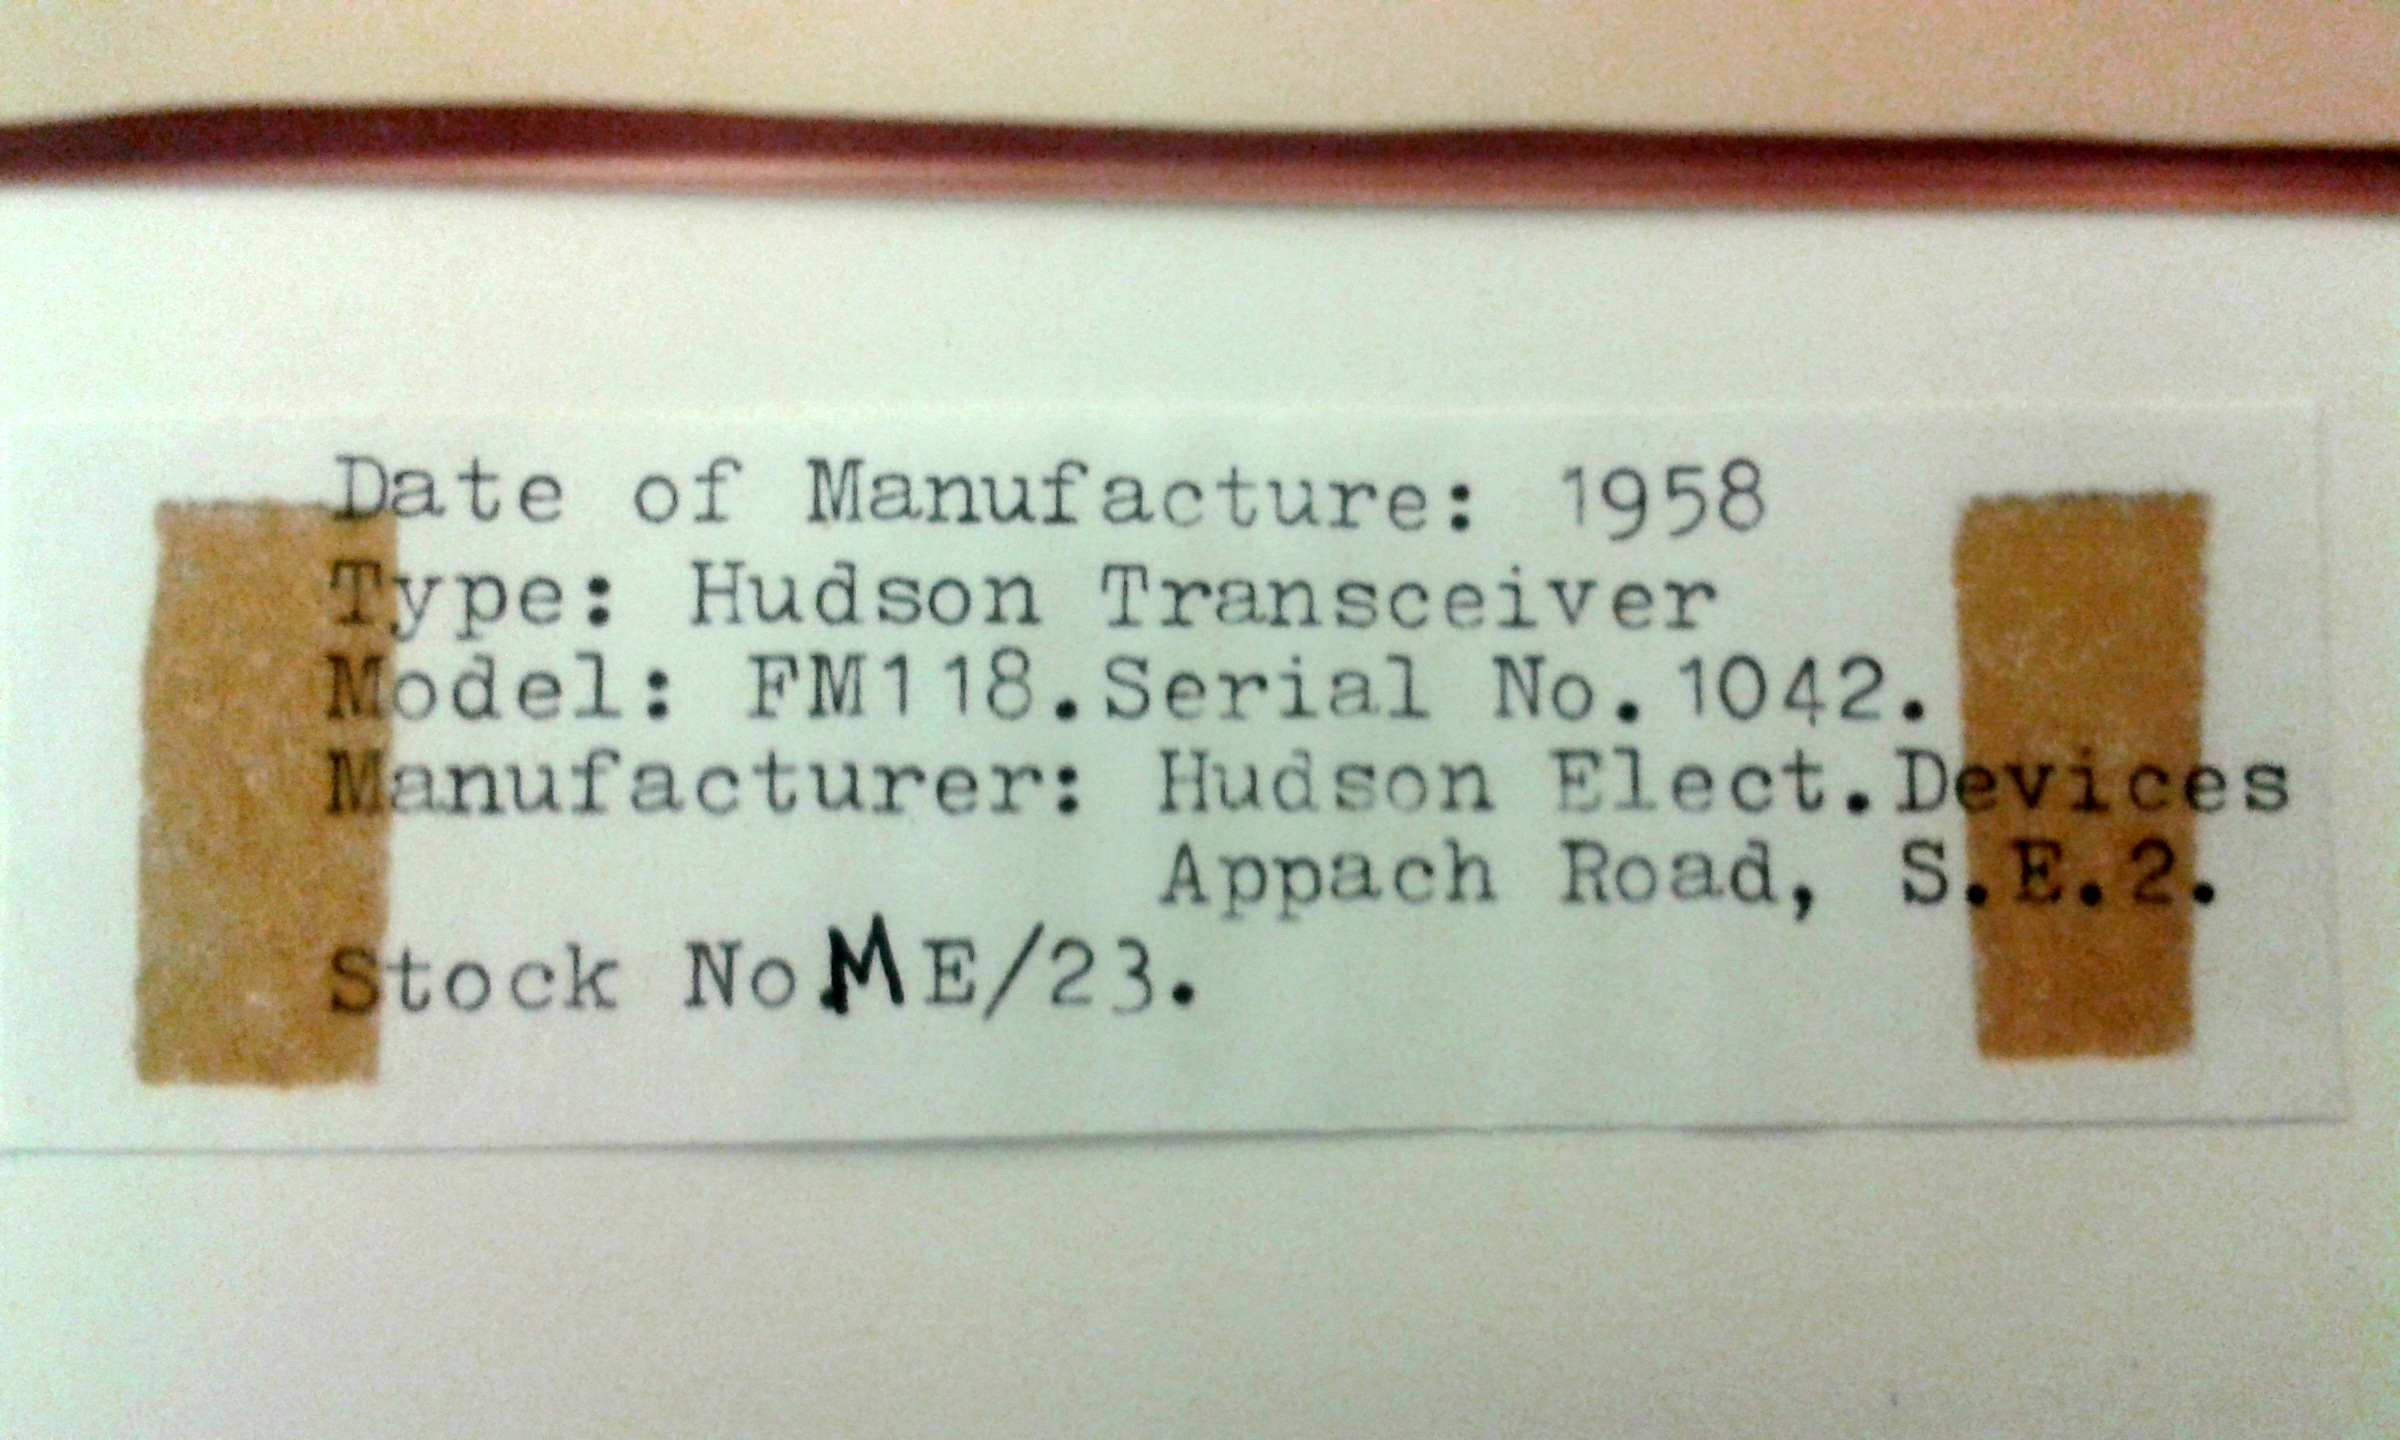 Date of Manufacture: 1958
Type: Hudson Transceiver
Model: FM118.Serial No.1042.
Manufacturer: Hudson Elect.Devices
Appach Road, S.E.2.
Stock No.ME/23.